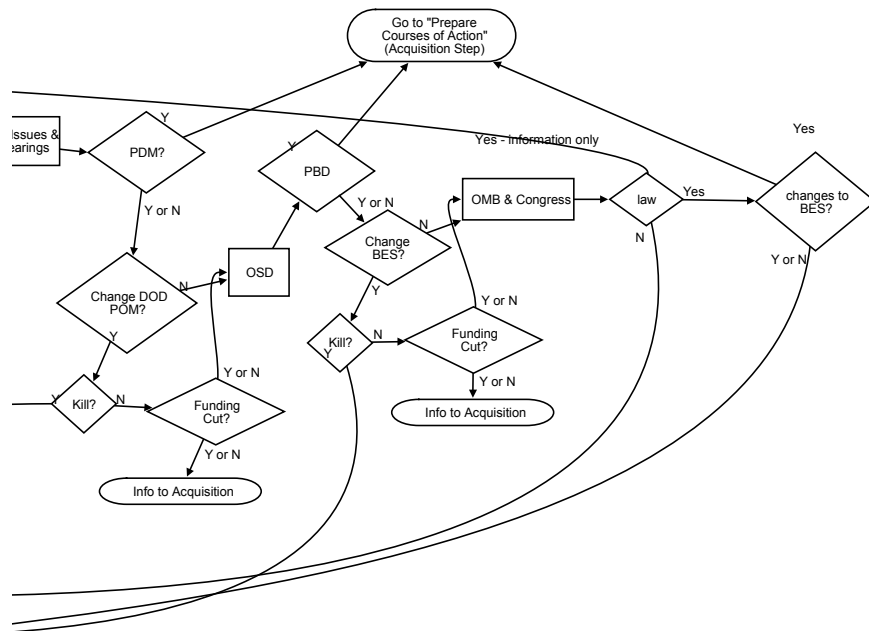 Go to "Prepare
Courses of Action"
(Acquisition Step)
Y
Issues &
earings
PDM?
Y or N
Y
PBD
Y or N
Yes - information only
Yes
OMB & Congress
law
Yes
changes to
BES?
N
Y or N
Change
BES?
N
Y
OSD
Change DOD
POM?
N
Y
Y or N
Kill?
N
Y
Funding
Cut?
Y or N
Info to Acquisition
Y or N
Y
Kill?
N
Funding
Cut?
Y or N
Info to Acquisition